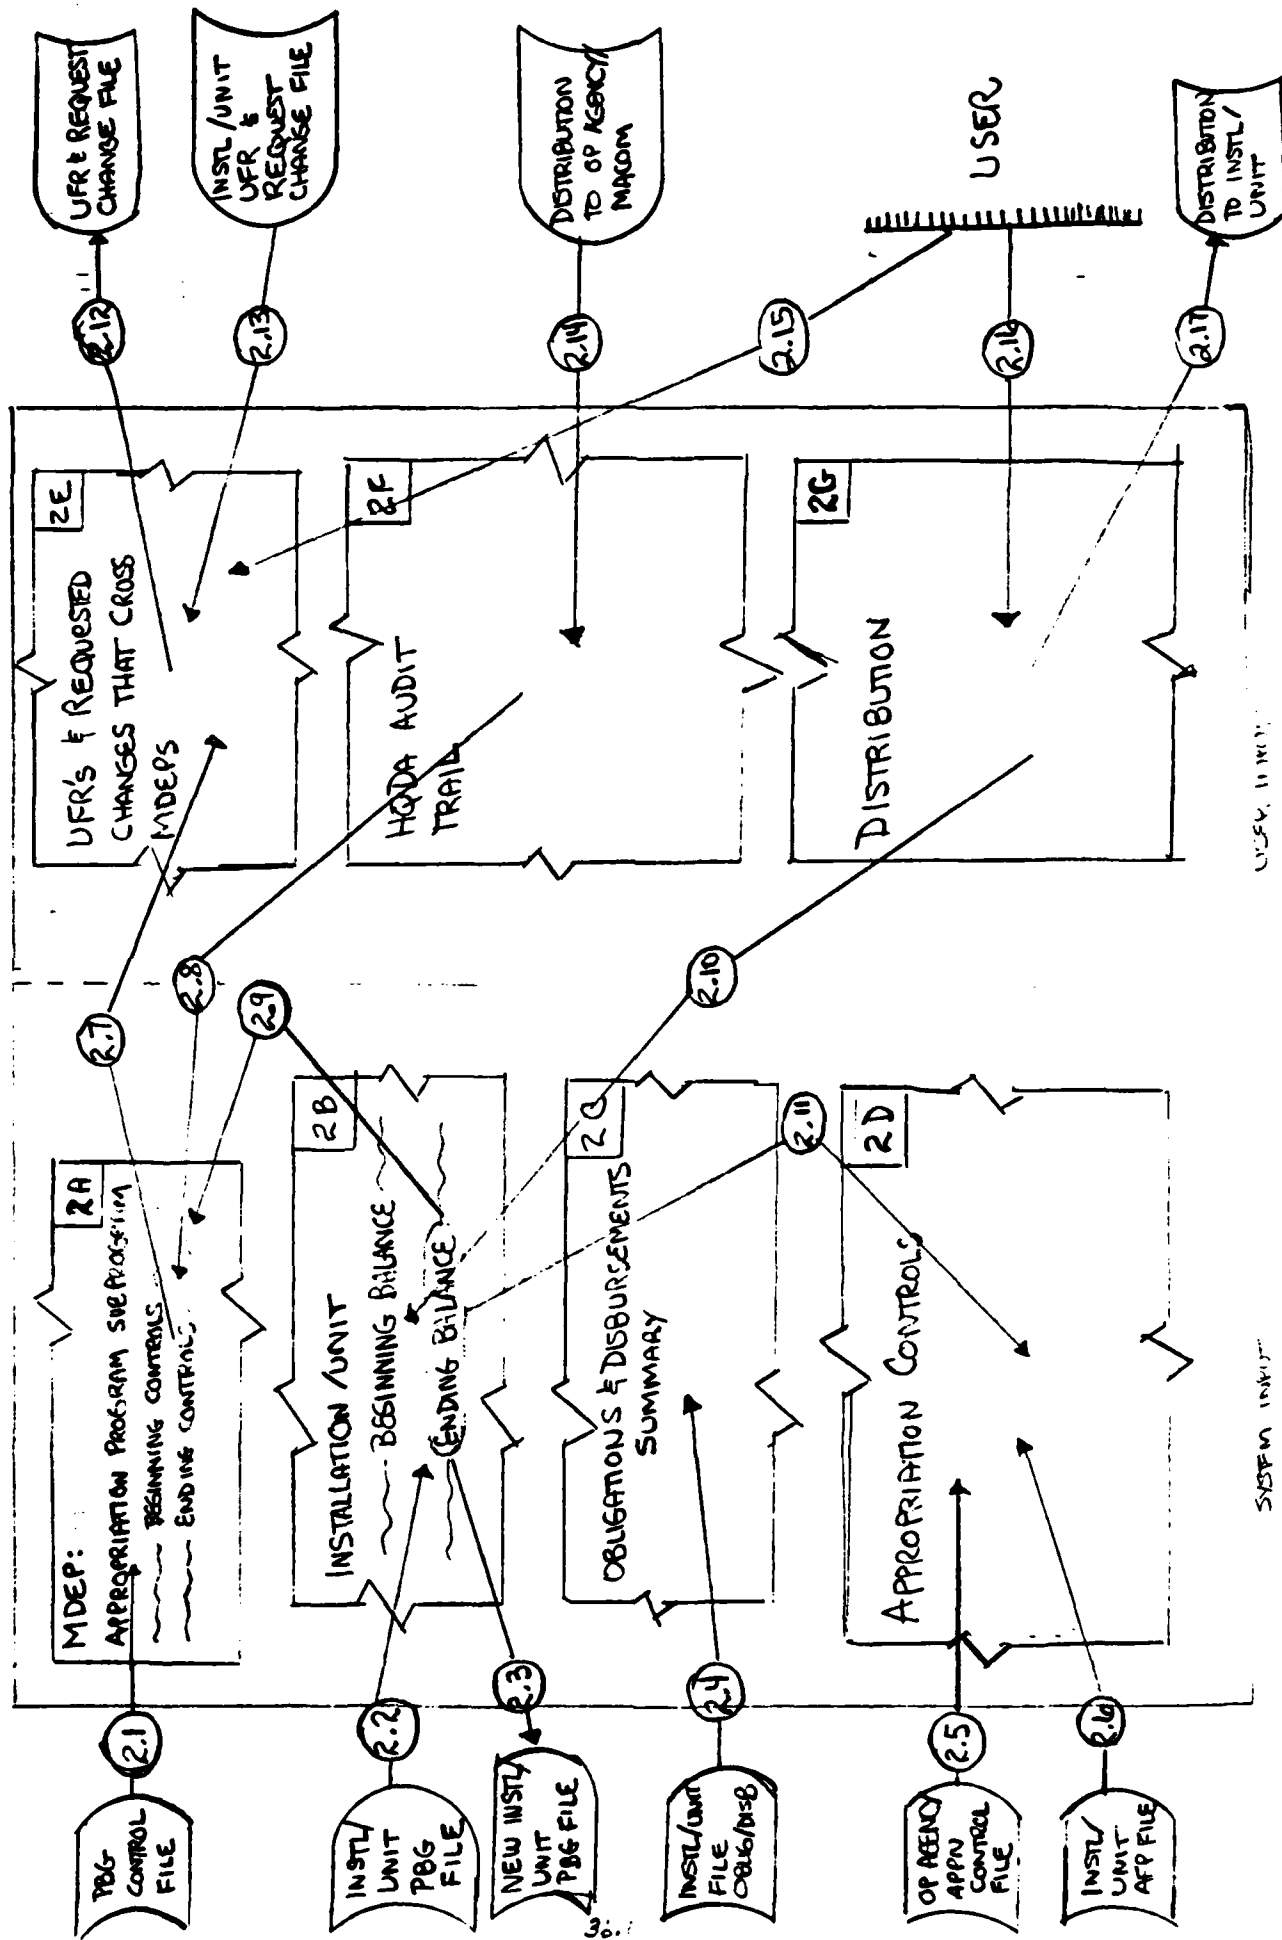 PBG
CONTROL
FILE
2.1
INSTL/
UNIT
PBG
FILE
2.2
NEW INSTL/
UNIT
PBG FILE
2.3
INSTL/UNIT
FILE
OBLIG/DISB
2.4
OP AGENCY
APPN
CONTROL
FILE
2.5
INSTL/
UNIT
AFP FILE
2.6
MDEP:
2A
APPROPRIATION PROGRAM SUBPROGRAM
BEGINNING CONTROLS
ENDING CONTROLS
INSTALLATION/UNIT
2B
BEGINNING BALANCE
ENDING BALANCE
OBLIGATIONS & DISBURSEMENTS
SUMMARY
2C
APPROPRIATION CONTROLS
2D
2.7
2.8
2.9
2.10
2.11
UFR's & REQUESTED
CHANGES THAT CROSS
MDEPS
2E
HQDA AUDIT
TRAIL
2F
DISTRIBUTION
2G
2.12
UFR & REQUEST
CHANGE FILE
2.13
INSTL/UNIT
UFR &
REQUEST
CHANGE FILE
2.14
DISTRIBUTION
TO OP AGENCY/
MACOM
2.15
2.16
USER
2.17
DISTRIBUTION
TO INSTL/
UNIT
SYSTEM INPUT